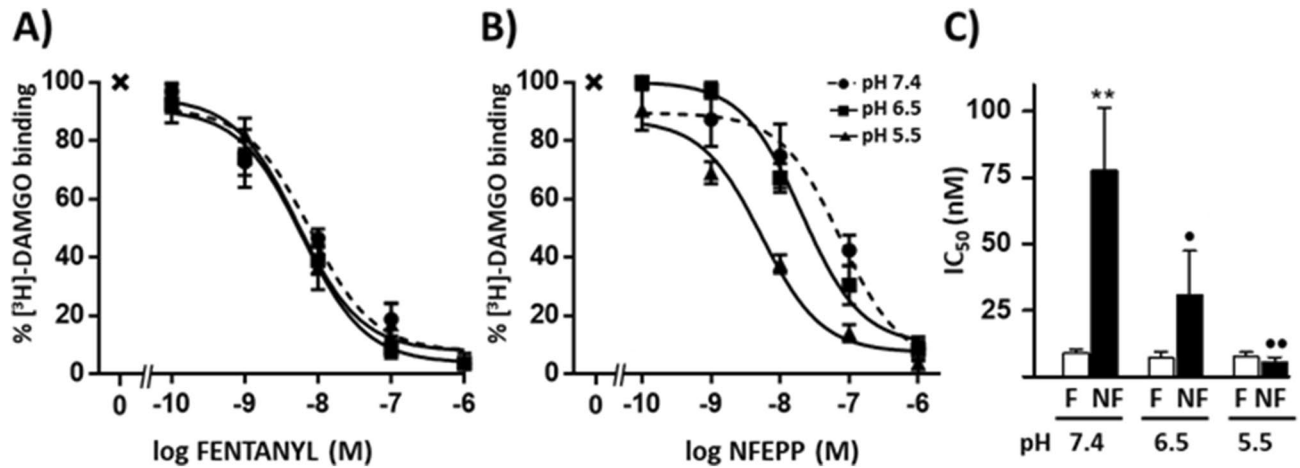 A)
% [³H]-DAMGO binding
100
80
60
40
20
0
0
-10
-9
-8
-7
-6
log FENTANYL (M)
B)
% [³H]-DAMGO binding
100
80
60
40
20
0
pH 7.4
pH 6.5
pH 5.5
0
-10
-9
-8
-7
-6
log NFEPP (M)
C)
IC₅₀ (nM)
100
75
50
25
**
F NF F NF F NF
pH 7.4 6.5 5.5